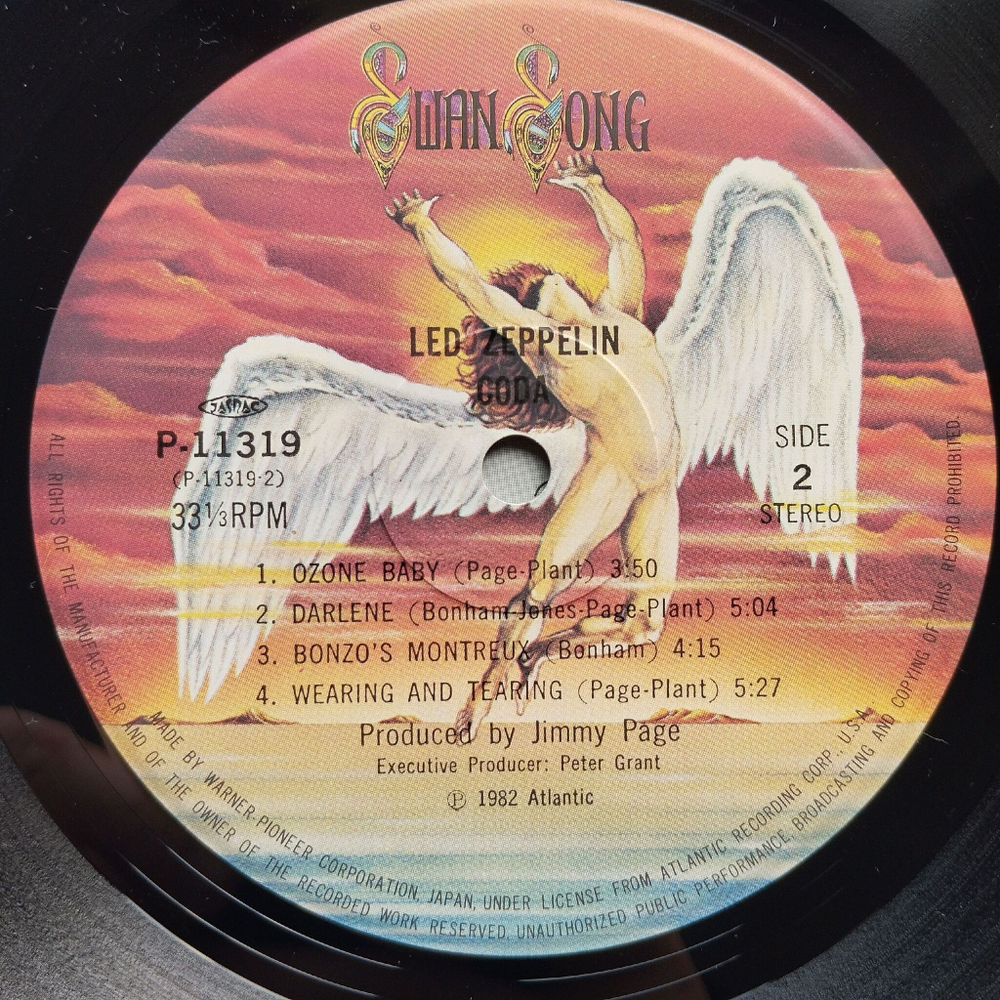 SWAN SONG
LED ZEPPELIN
CODA
JASRAC
P-11319
(P-11319-2)
33 1/3 RPM
SIDE
2
STEREO
1. OZONE BABY (Page-Plant) 3:50
2. DARLENE (Bonham-Jones-Page-Plant) 5:04
3. BONZO'S MONTREUX (Bonham) 4:15
4. WEARING AND TEARING (Page-Plant) 5:27
Produced by Jimmy Page
Executive Producer: Peter Grant
Ⓟ 1982 Atlantic
MADE BY WARNER-PIONEER CORPORATION, JAPAN, UNDER LICENSE FROM ATLANTIC RECORDING CORP., U.S.A.
ALL RIGHTS OF THE MANUFACTURER AND OF THE OWNER OF THE RECORDED WORK RESERVED. UNAUTHORIZED PUBLIC PERFORMANCE, BROADCASTING AND COPYING OF THIS RECORD PROHIBITED.